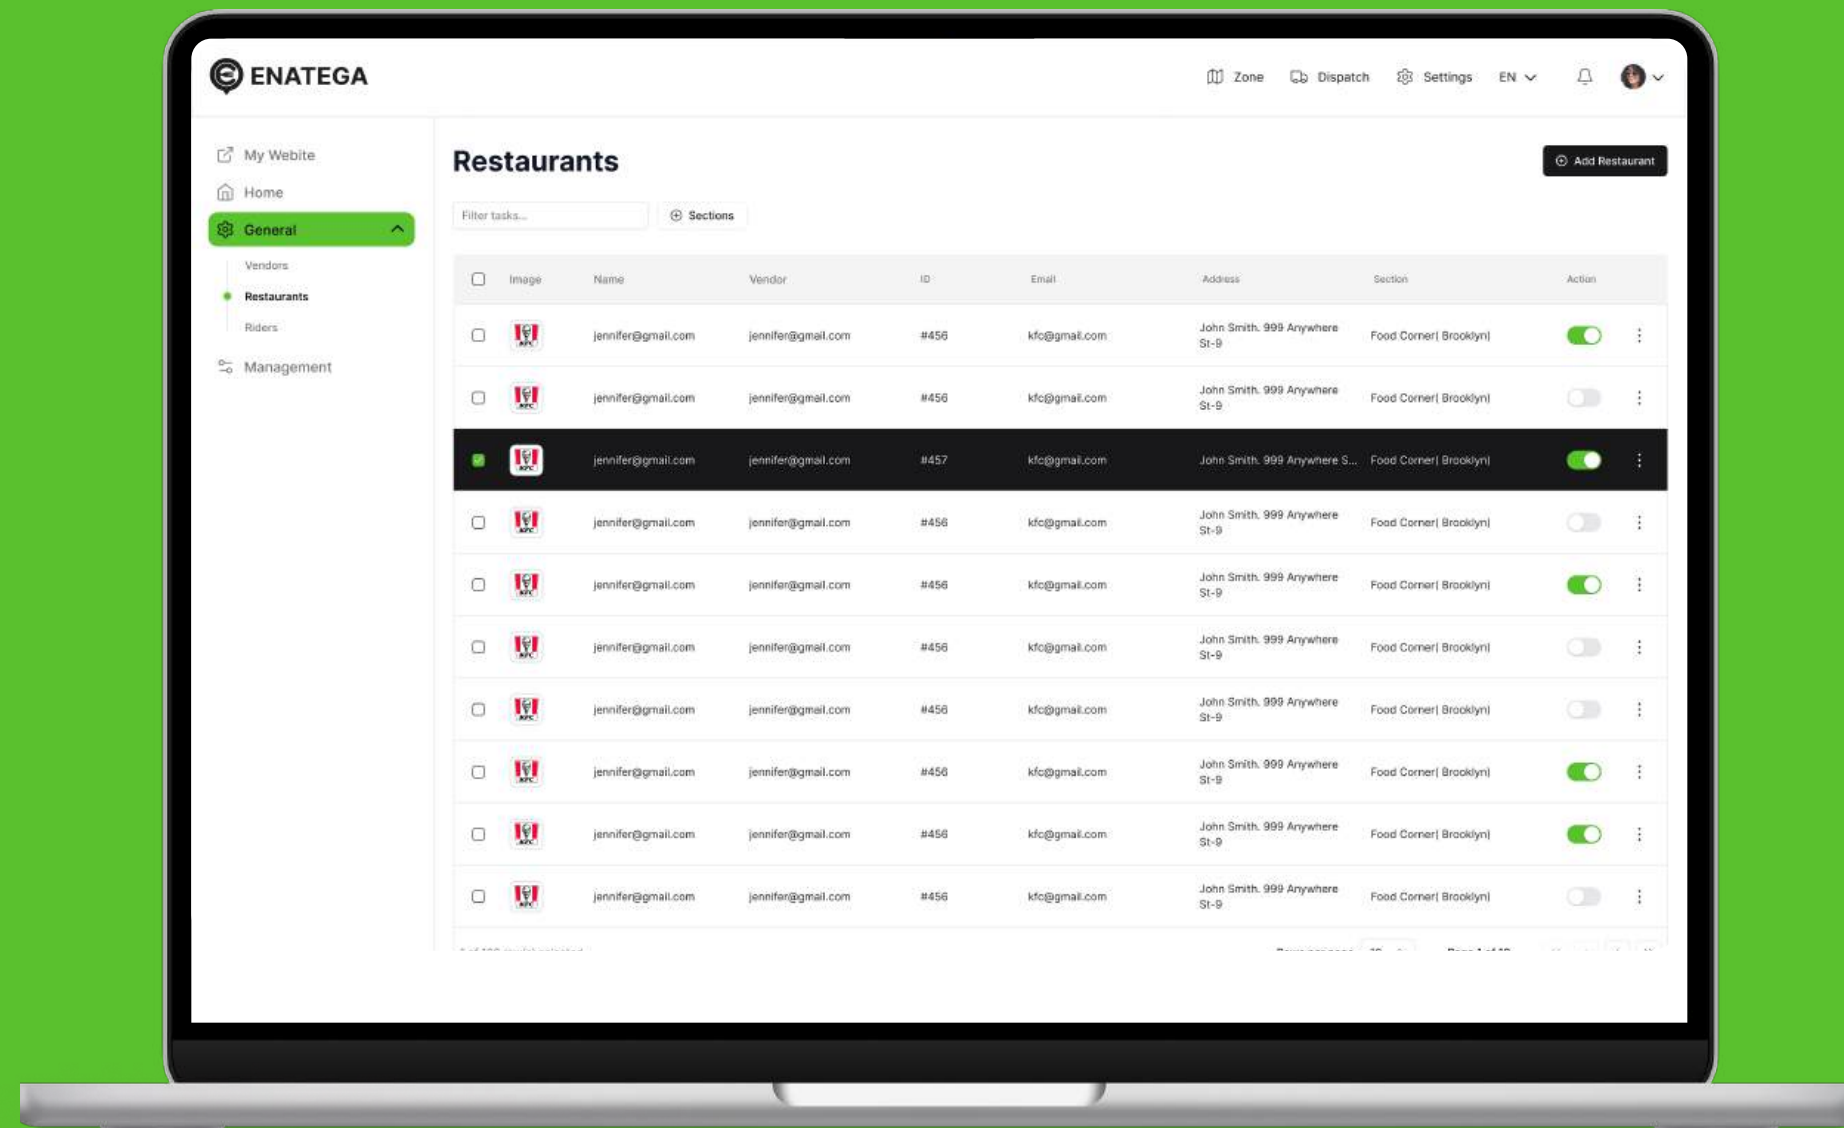 ENATEGA
Zone Dispatch Settings EN
My Webite
Home
General
Vendors
Restaurants
Riders
Management
Restaurants
Add Restaurant
Filter tasks...
Sections
Image Name Vendor ID Email Address Section Action
KFC jennifer@gmail.com jennifer@gmail.com #456 kfc@gmail.com John Smith. 999 Anywhere Food Corner( Brooklyn)
St-9
KFC jennifer@gmail.com jennifer@gmail.com #456 kfc@gmail.com John Smith. 999 Anywhere Food Corner( Brooklyn)
St-9
KFC jennifer@gmail.com jennifer@gmail.com #457 kfc@gmail.com John Smith. 999 Anywhere S... Food Corner( Brooklyn)
KFC jennifer@gmail.com jennifer@gmail.com #456 kfc@gmail.com John Smith. 999 Anywhere Food Corner( Brooklyn)
St-9
KFC jennifer@gmail.com jennifer@gmail.com #456 kfc@gmail.com John Smith. 999 Anywhere Food Corner( Brooklyn)
St-9
KFC jennifer@gmail.com jennifer@gmail.com #456 kfc@gmail.com John Smith. 999 Anywhere Food Corner( Brooklyn)
St-9
KFC jennifer@gmail.com jennifer@gmail.com #456 kfc@gmail.com John Smith. 999 Anywhere Food Corner( Brooklyn)
St-9
KFC jennifer@gmail.com jennifer@gmail.com #456 kfc@gmail.com John Smith. 999 Anywhere Food Corner( Brooklyn)
St-9
KFC jennifer@gmail.com jennifer@gmail.com #456 kfc@gmail.com John Smith. 999 Anywhere Food Corner( Brooklyn)
St-9
KFC jennifer@gmail.com jennifer@gmail.com #456 kfc@gmail.com John Smith. 999 Anywhere Food Corner( Brooklyn)
St-9